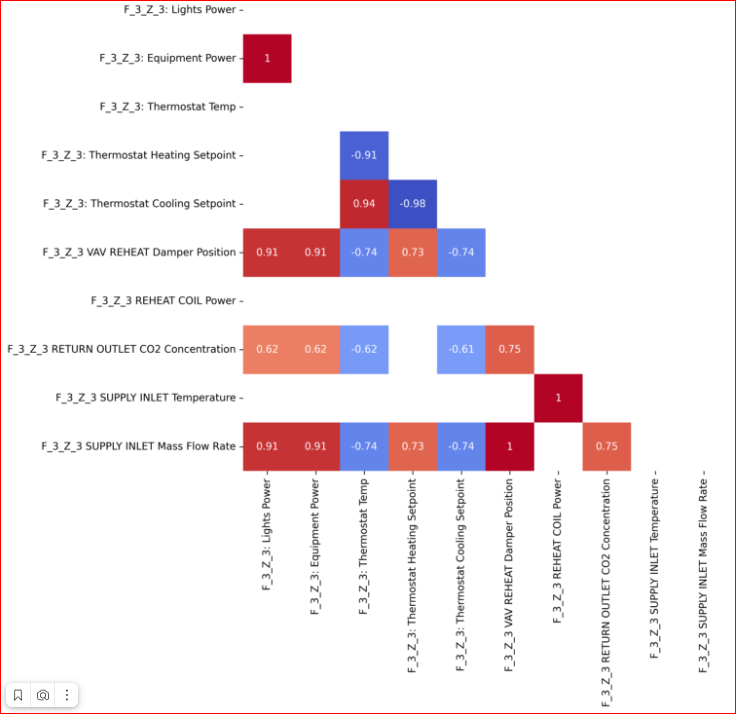 F_3_Z_3: Lights Power
F_3_Z_3: Equipment Power 1
F_3_Z_3: Thermostat Temp
F_3_Z_3: Thermostat Heating Setpoint -0.91
F_3_Z_3: Thermostat Cooling Setpoint 0.94 -0.98
F_3_Z_3 VAV REHEAT Damper Position 0.91 0.91 -0.74 0.73 -0.74
F_3_Z_3 REHEAT COIL Power
F_3_Z_3 RETURN OUTLET CO2 Concentration 0.62 0.62 -0.62 -0.61 0.75
F_3_Z_3 SUPPLY INLET Temperature 1
F_3_Z_3 SUPPLY INLET Mass Flow Rate 0.91 0.91 -0.74 0.73 -0.74 1 0.75
F_3_Z_3: Lights Power
F_3_Z_3: Equipment Power
F_3_Z_3: Thermostat Temp
F_3_Z_3: Thermostat Heating Setpoint
F_3_Z_3: Thermostat Cooling Setpoint
F_3_Z_3 VAV REHEAT Damper Position
F_3_Z_3 REHEAT COIL Power
F_3_Z_3 RETURN OUTLET CO2 Concentration
F_3_Z_3 SUPPLY INLET Temperature
F_3_Z_3 SUPPLY INLET Mass Flow Rate